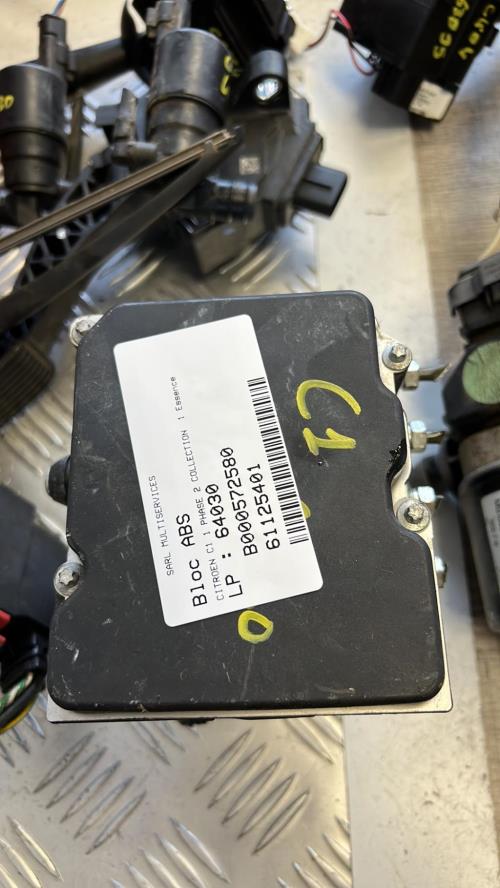 SARL MULTISERVICES
Bloc ABS
CITROEN C1 1 PHASE 2 COLLECTION 1 Essence
LP : 64030
B000572580
61125401
C1